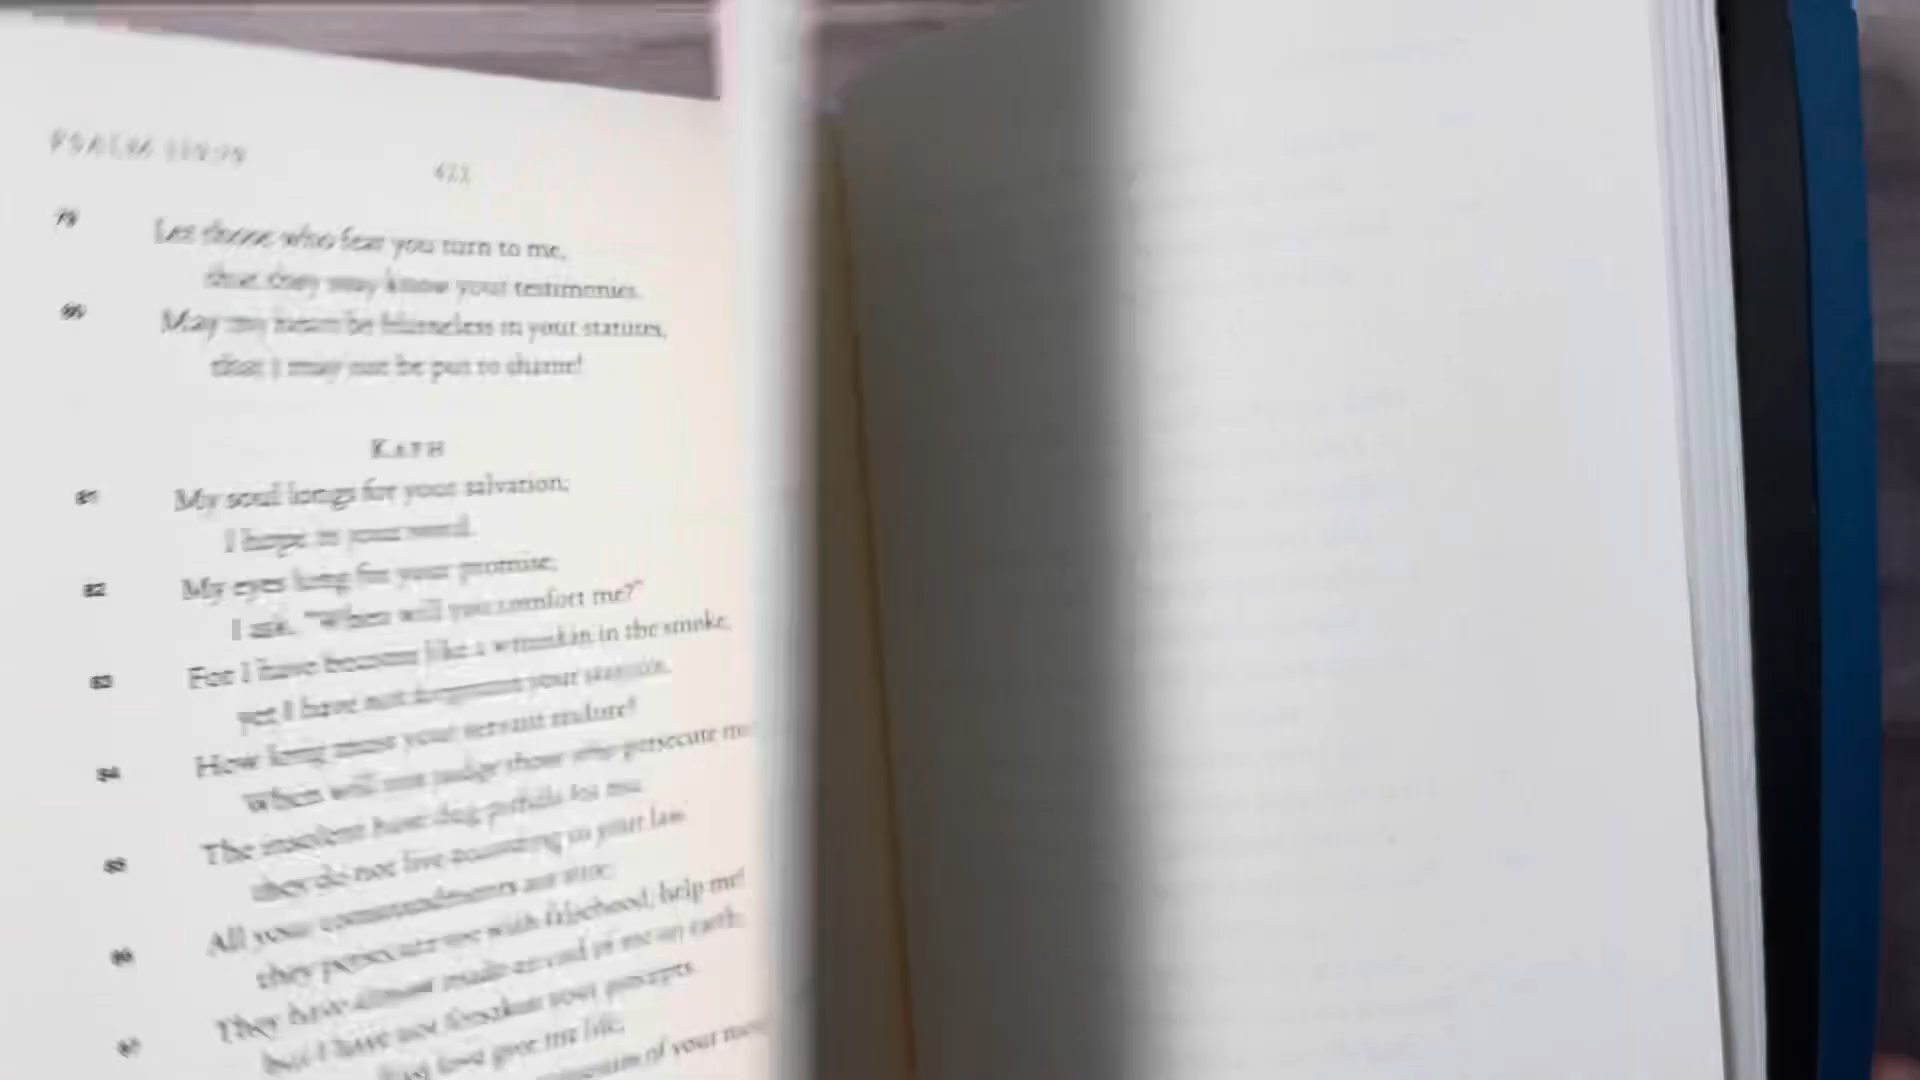 PSALM 119:79
422
79 Let those who fear you turn to me,
that they may know your testimonies.
80 May my heart be blameless in your statutes,
that I may not be put to shame!
KAPH
81 My soul longs for your salvation;
I hope in your word.
82 My eyes long for your promise;
I ask, "When will you comfort me?"
83 For I have become like a wineskin in the smoke,
yet I have not forgotten your statutes.
84 How long must your servant endure?
When will you judge those who persecute me
85 The insolent have dug pitfalls for me;
they do not live according to your law.
86 All your commandments are sure;
they persecute me with falsehood; help me!
87 They have almost made an end of me on earth,
but I have not forsaken your precepts.
love give me life,
of your